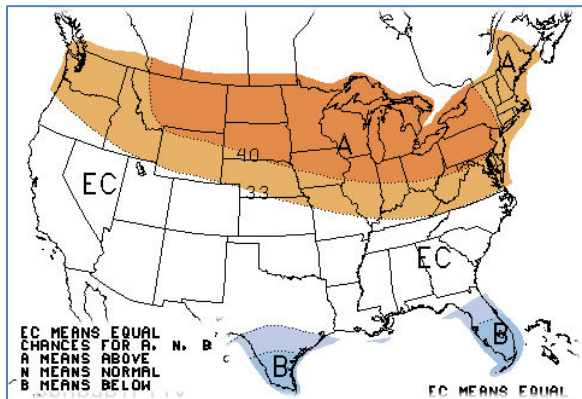 A
A
40
EC
33
EC
B
B
EC MEANS EQUAL
CHANCES FOR A, N, B
A MEANS ABOVE
N MEANS NORMAL
B MEANS BELOW
EC MEANS EQUAL